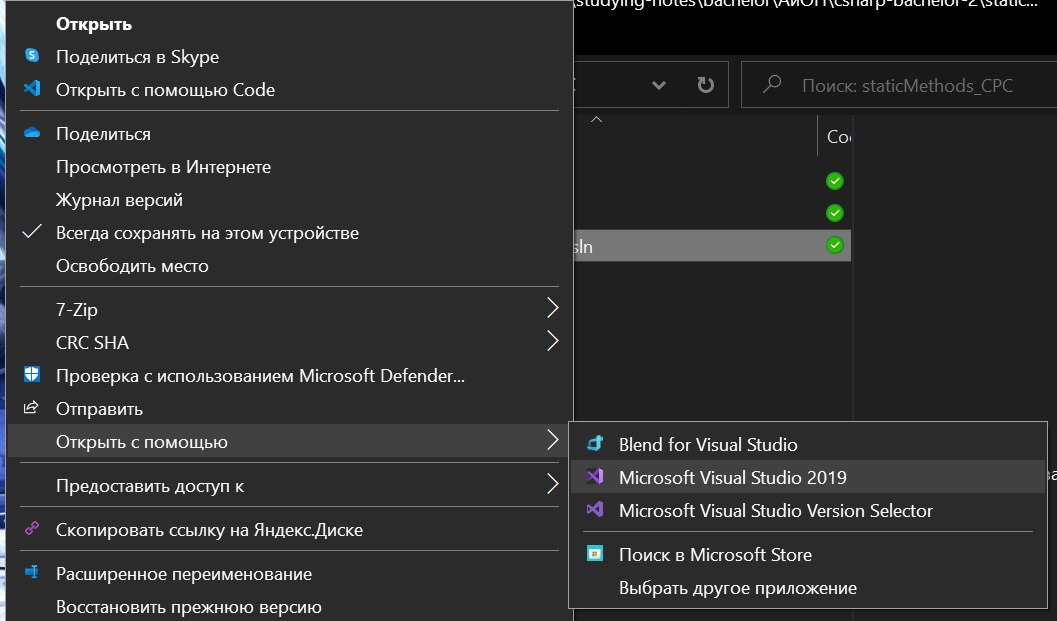 \studying-notes\bachelor\АиОП\csharp-bachelor-2\static...
Поиск: staticMethods_CPC
sln
Открыть
Поделиться в Skype
Открыть с помощью Code
Поделиться
Просмотреть в Интернете
Журнал версий
Всегда сохранять на этом устройстве
Освободить место
7-Zip
CRC SHA
Проверка с использованием Microsoft Defender...
Отправить
Открыть с помощью
Предоставить доступ к
Скопировать ссылку на Яндекс.Диске
Расширенное переименование
Восстановить прежнюю версию
Blend for Visual Studio
Microsoft Visual Studio 2019
Microsoft Visual Studio Version Selector
Поиск в Microsoft Store
Выбрать другое приложение